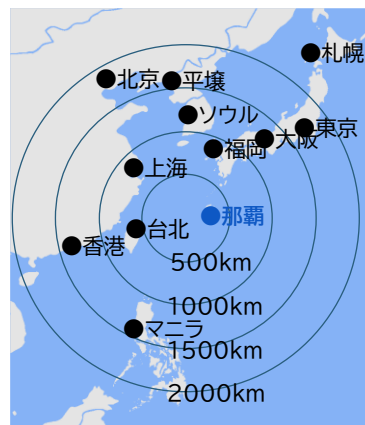 札幌
北京
平壌
ソウル
東京
大阪
福岡
上海
那覇
台北
香港
500km
1000km
マニラ
1500km
2000km